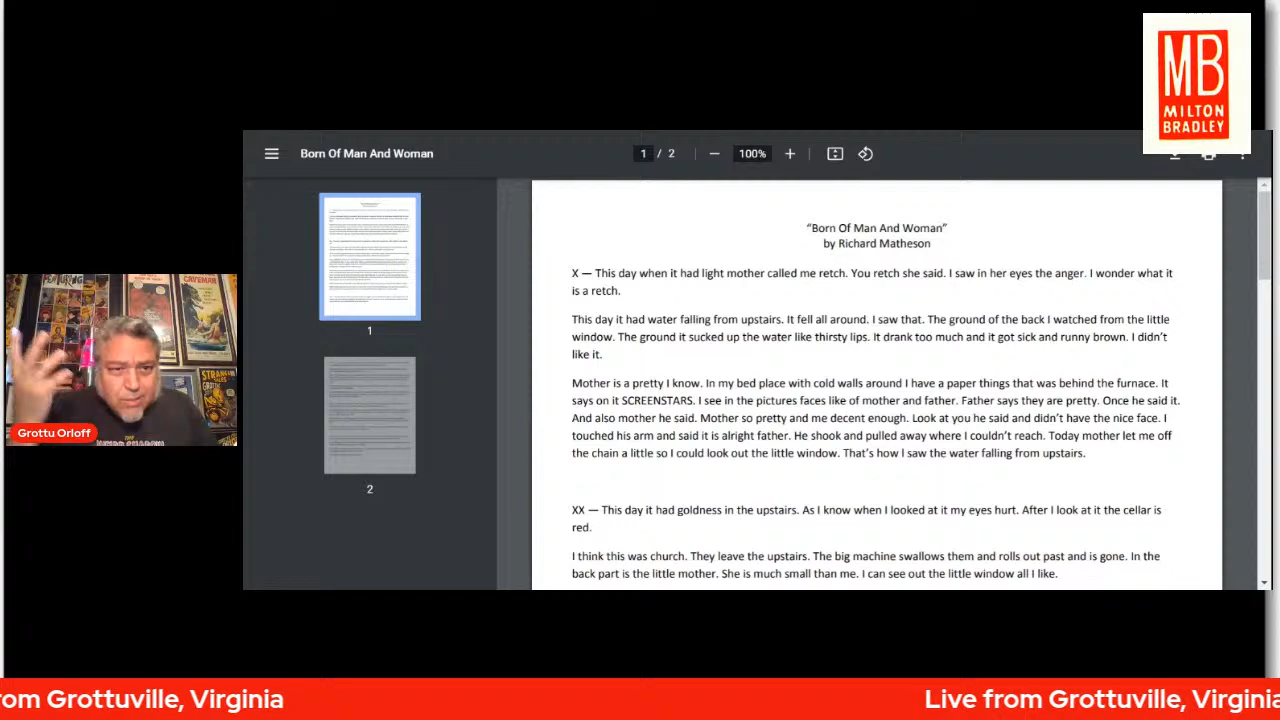 MB
MILTON
BRADLEY
Born Of Man And Woman
1 / 2
100%
“Born Of Man And Woman”
by Richard Matheson
X — This day when it had light mother called me retch. You retch she said. I saw in her eyes the anger. I wonder what it
is a retch.
This day it had water falling from upstairs. It fell all around. I saw that. The ground of the back I watched from the little
window. The ground it sucked up the water like thirsty lips. It drank too much and it got sick and runny brown. I didn’t
like it.
Mother is a pretty I know. In my bed place with cold walls around I have a paper things that was behind the furnace. It
says on it SCREENSTARS. I see in the pictures faces like of mother and father. Father says they are pretty. Once he said it.
And also mother he said. Mother so pretty and me decent enough. Look at you he said and didn’t have the nice face. I
touched his arm and said it is alright father. He shook and pulled away where I couldn’t reach. Today mother let me off
the chain a little so I could look out the little window. That’s how I saw the water falling from upstairs.
XX — This day it had goldness in the upstairs. As I know when I looked at it my eyes hurt. After I look at it the cellar is
red.
I think this was church. They leave the upstairs. The big machine swallows them and rolls out past and is gone. In the
back part is the little mother. She is much small than me. I can see out the little window all I like.
1
2
CAVEMAN
STRANGE
TALES
Grottu Orloff
om Grottuville, Virginia
Live from Grottuville, Virginia